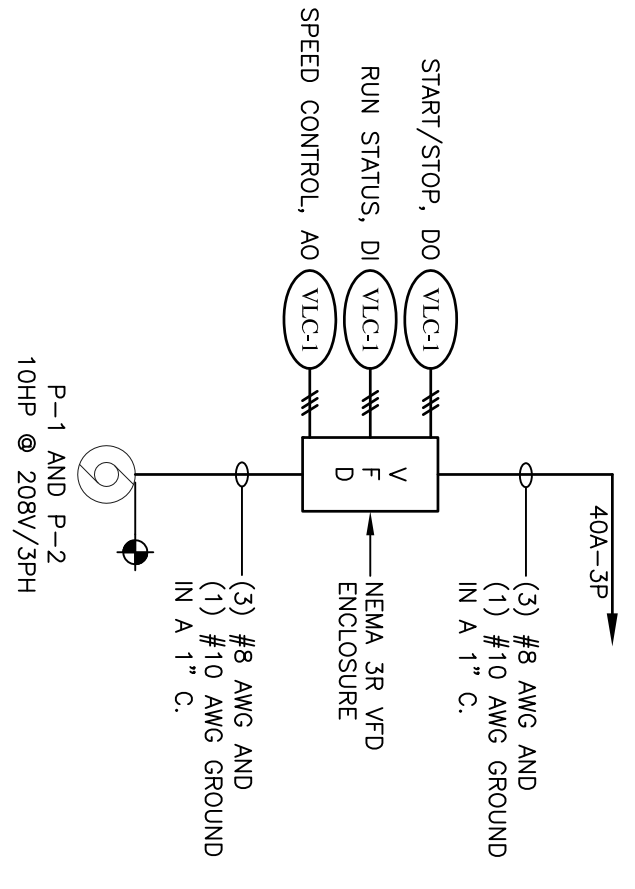 40A-3P
(3) #8 AWG AND
(1) #10 AWG GROUND
IN A 1" C.
START/STOP, DO
VLC-1
RUN STATUS, DI
VLC-1
SPEED CONTROL, AO
VLC-1
V
F
D
NEMA 3R VFD
ENCLOSURE
(3) #8 AWG AND
(1) #10 AWG GROUND
IN A 1" C.
P-1 AND P-2
10HP @ 208V/3PH